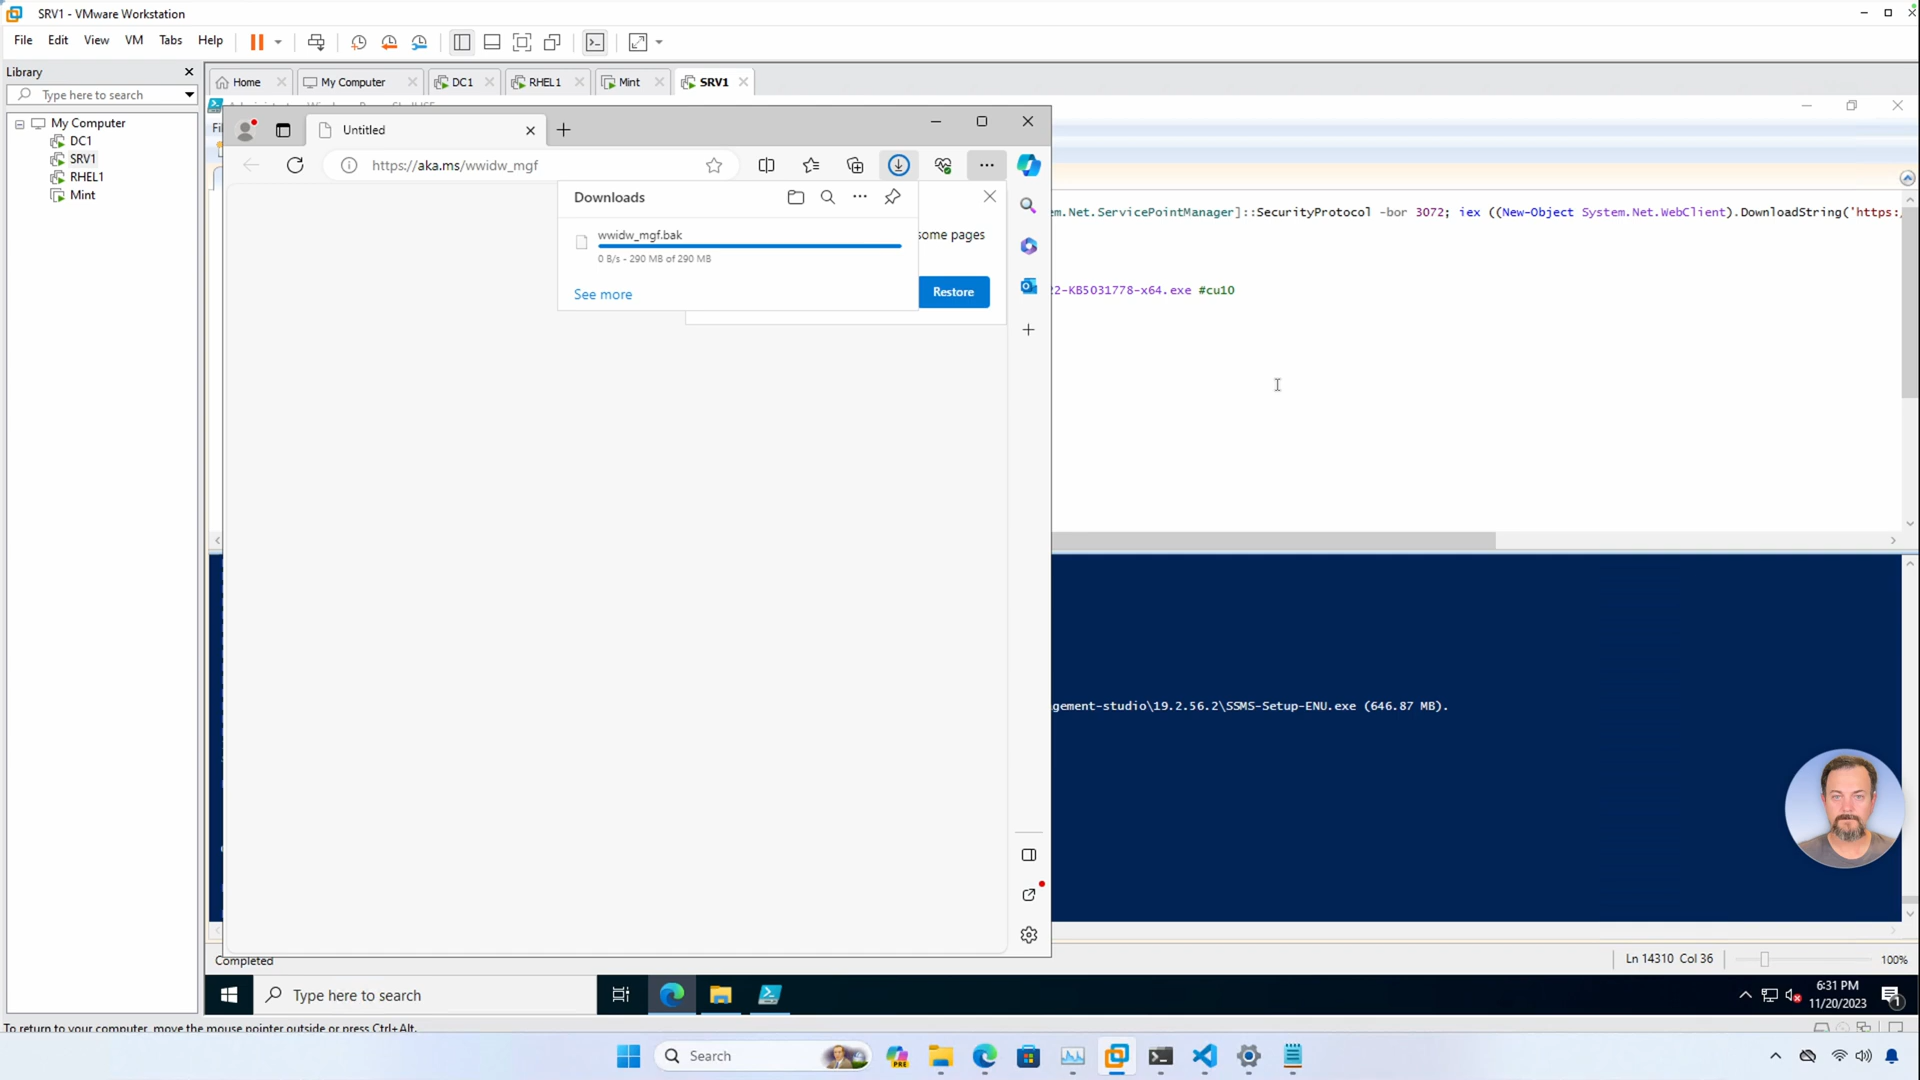 SRV1 - VMware Workstation
File Edit View VM Tabs Help
Library
Type here to search
My Computer
DC1
SRV1
RHEL1
Mint
Home My Computer DC1 RHEL1 Mint SRV1
Untitled
https://aka.ms/wwidw_mgf
Downloads
wwidw_mgf.bak
0 B/s - 290 MB of 290 MB
See more
some pages
Restore
em.Net.ServicePointManager]::SecurityProtocol -bor 3072; iex ((New-Object System.Net.WebClient).DownloadString('https:
22-KB5031778-x64.exe #cu10
gement-studio\19.2.56.2\SSMS-Setup-ENU.exe (646.87 MB).
Completed
Ln 14310 Col 36
100%
Type here to search
6:31 PM
11/20/2023
1
To return to your computer, move the mouse pointer outside or press Ctrl+Alt.
Search
PRE